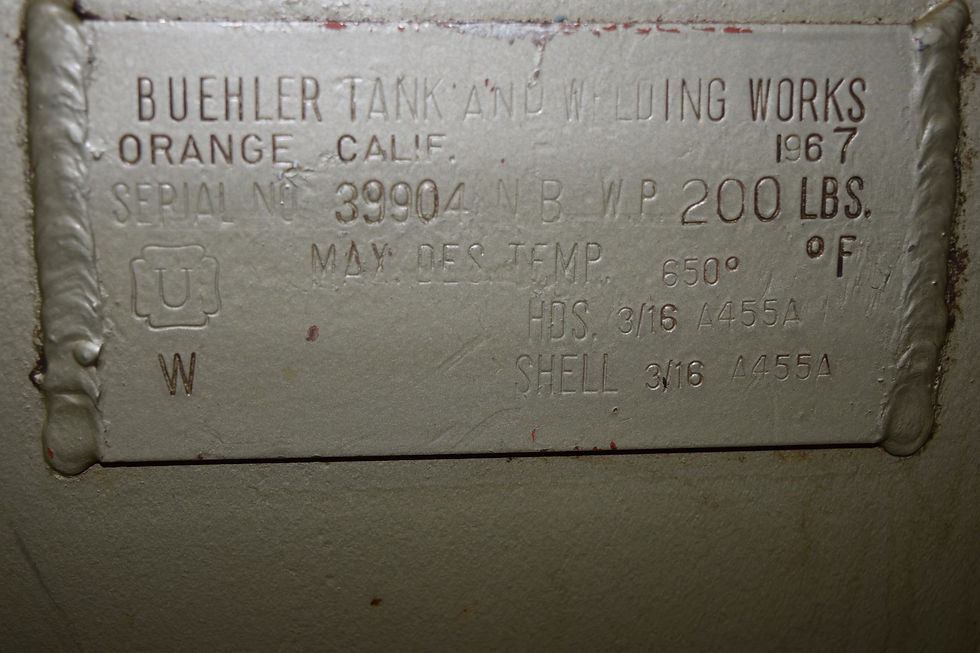 BUEHLER TANK AND WELDING WORKS
ORANGE CALIF. 1967
SERIAL NO. 39904 N.B. W.P. 200 LBS.
U MAX. DES. TEMP. 650° °F
HDS. 3/16 A455A
W SHELL 3/16 A455A